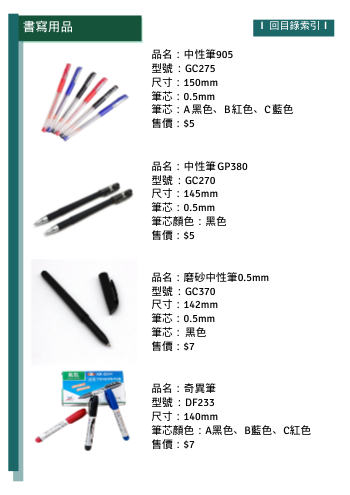 書寫用品
I 回目錄索引 I
品名：中性筆905
型號：GC275
尺寸：150mm
筆芯：0.5mm
筆芯：A黑色、B紅色、C藍色
售價：$5
品名：中性筆GP380
型號：GC270
尺寸：145mm
筆芯：0.5mm
筆芯顏色：黑色
售價：$5
品名：磨砂中性筆0.5mm
型號：GC370
尺寸：142mm
筆芯：0.5mm
筆芯： 黑色
售價：$7
品名：奇異筆
型號：DF233
尺寸：140mm
筆芯顏色：A黑色、B藍色、C紅色
售價：$7